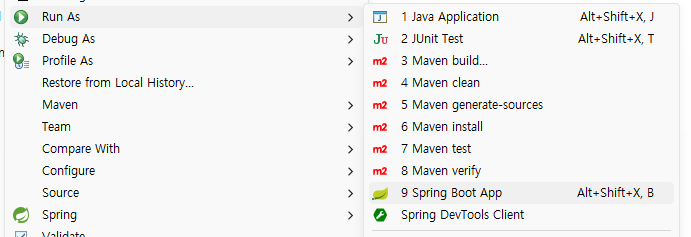 Run As
Debug As
Profile As
Restore from Local History...
Maven
Team
Compare With
Configure
Source
Spring
Validate
1 Java Application Alt+Shift+X, J
2 JUnit Test Alt+Shift+X, T
3 Maven build...
4 Maven clean
5 Maven generate-sources
6 Maven install
7 Maven test
8 Maven verify
9 Spring Boot App Alt+Shift+X, B
Spring DevTools Client